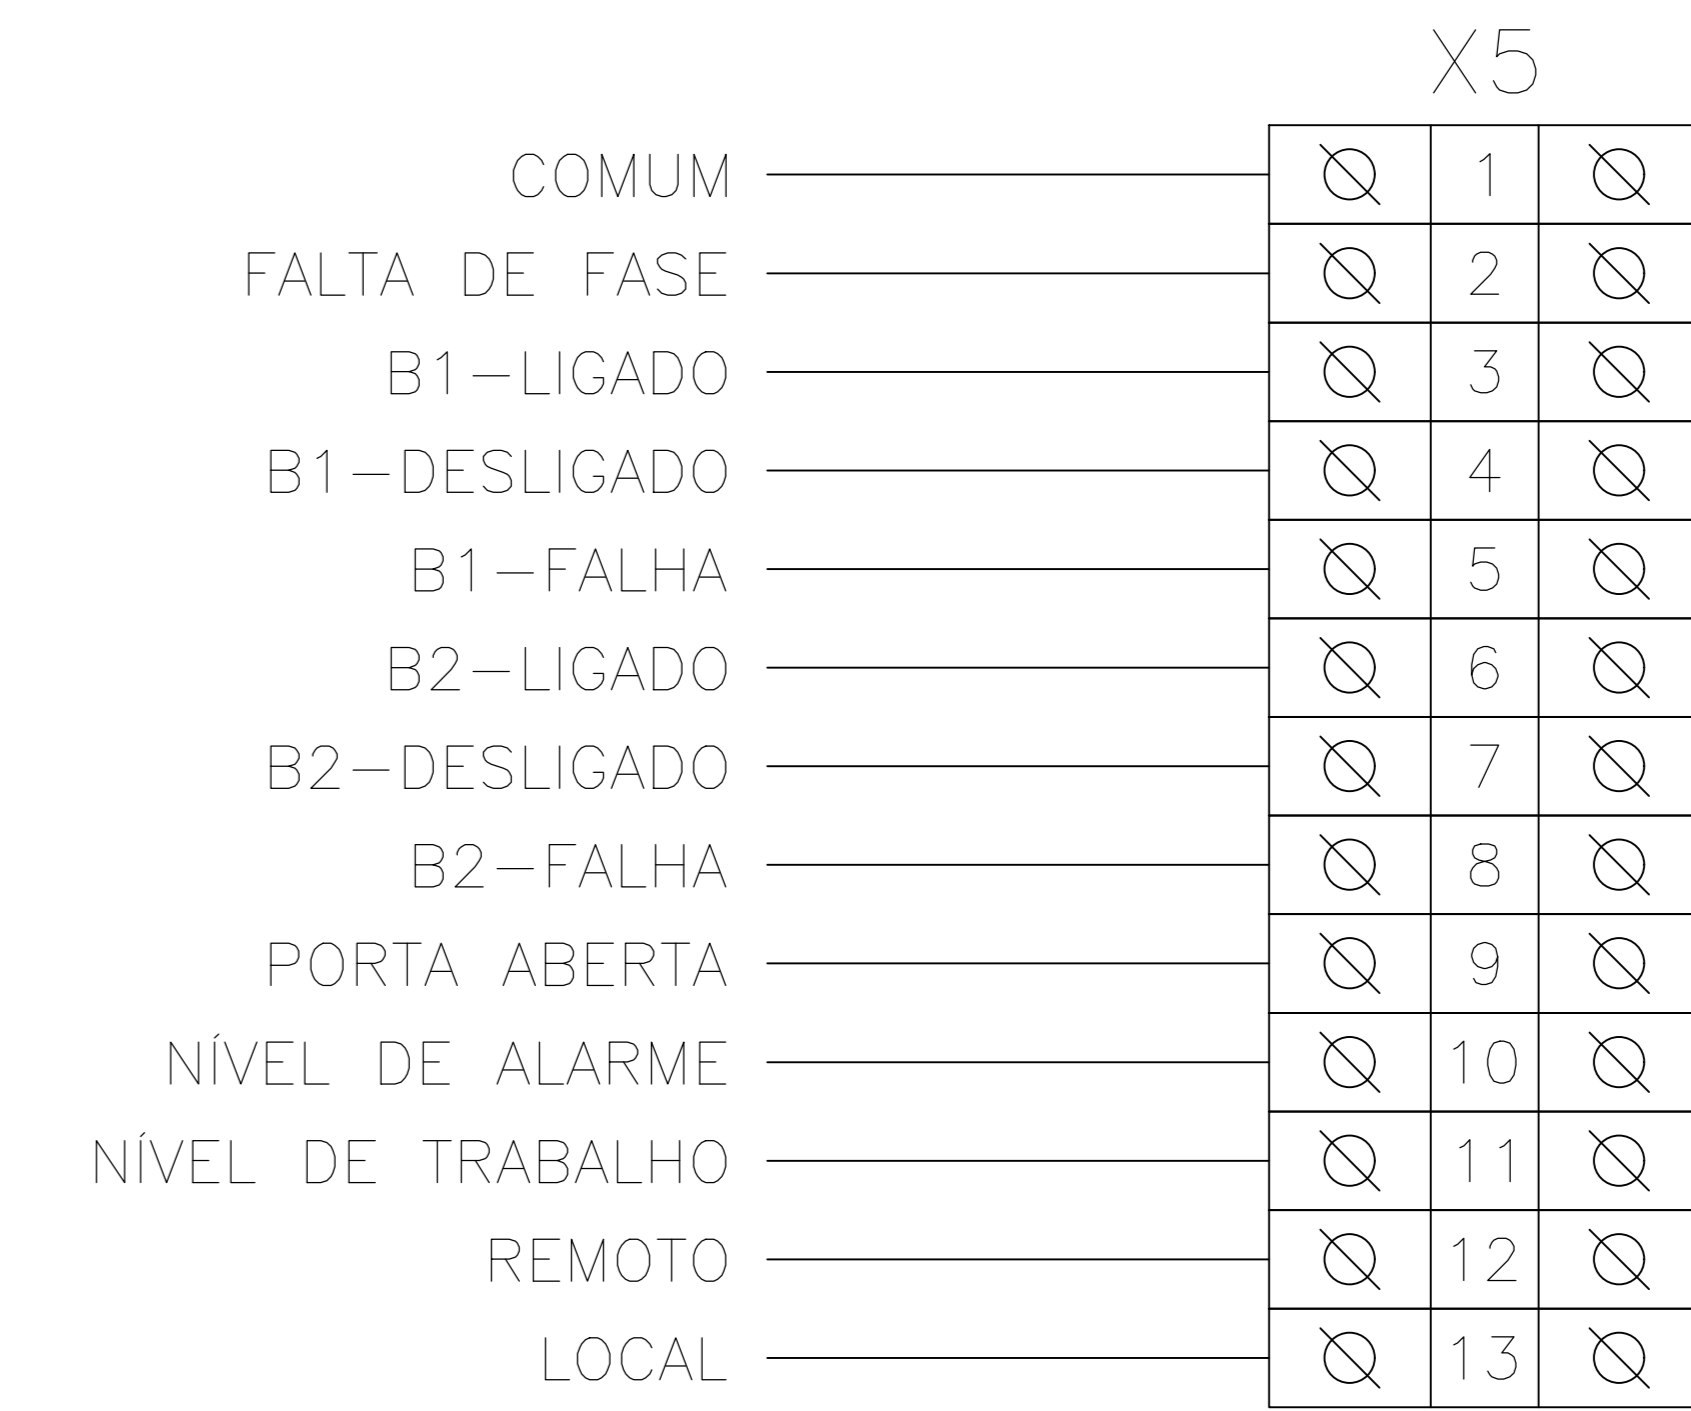 X5
COMUM 1
FALTA DE FASE 2
B1-LIGADO 3
B1-DESLIGADO 4
B1-FALHA 5
B2-LIGADO 6
B2-DESLIGADO 7
B2-FALHA 8
PORTA ABERTA 9
NÍVEL DE ALARME 10
NÍVEL DE TRABALHO 11
REMOTO 12
LOCAL 13